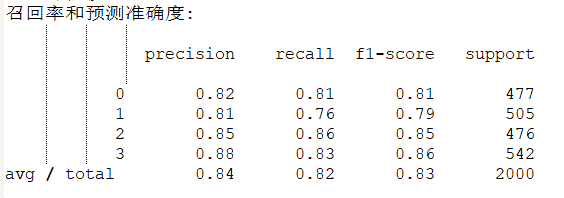 召回率和预测准确度:
precision recall f1-score support
0 0.82 0.81 0.81 477
1 0.81 0.76 0.79 505
2 0.85 0.86 0.85 476
3 0.88 0.83 0.86 542
avg / total 0.84 0.82 0.83 2000